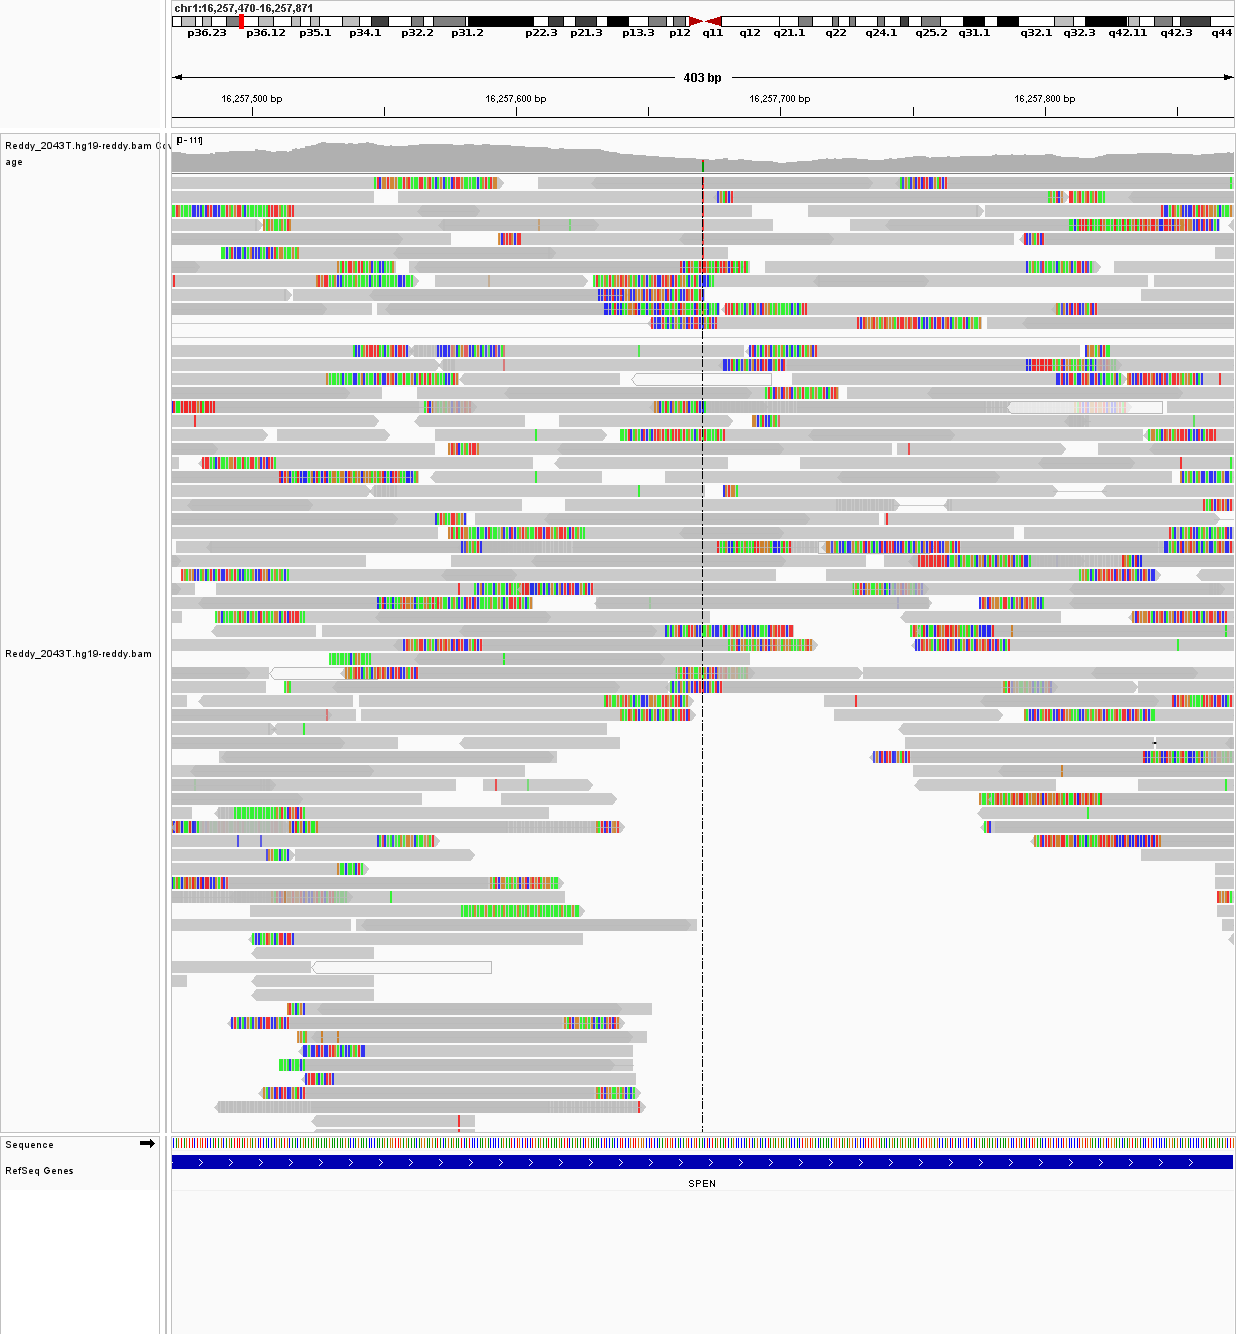 chr1:16,257,470-16,257,871
p36.23 p36.12 p35.1 p34.1 p32.2 p31.2 p22.3 p21.3 p13.3 p12 q11 q12 q21.1 q22 q24.1 q25.2 q31.1 q32.1 q32.3 q42.11 q42.3 q44
403 bp
16,257,500 bp 16,257,600 bp 16,257,700 bp 16,257,800 bp
[0 - 111]
Reddy_2043T.hg19-reddy.bam Cov
age
Reddy_2043T.hg19-reddy.bam
Sequence
RefSeq Genes
SPEN